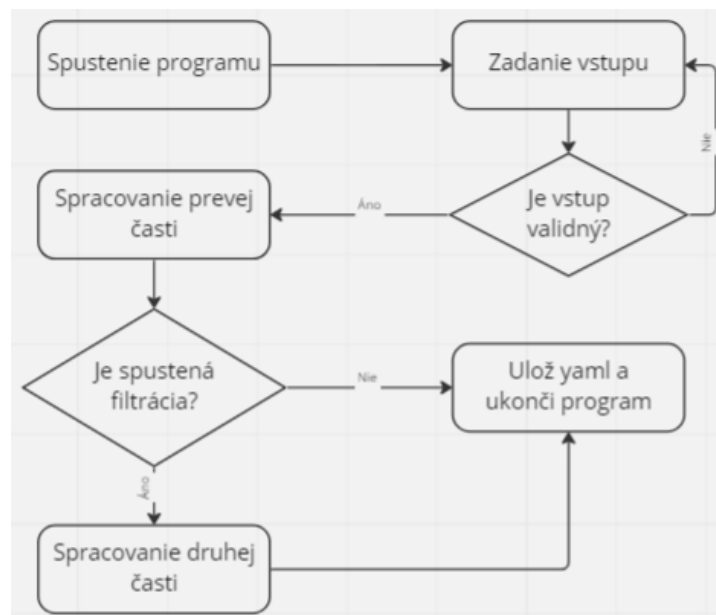 Spustenie programu
Zadanie vstupu
Nie
Je vstup
validný?
Áno
Spracovanie prevej
časti
Je spustená
filtrácia?
Nie
Ulož yaml a
ukonči program
Áno
Spracovanie druhej
časti